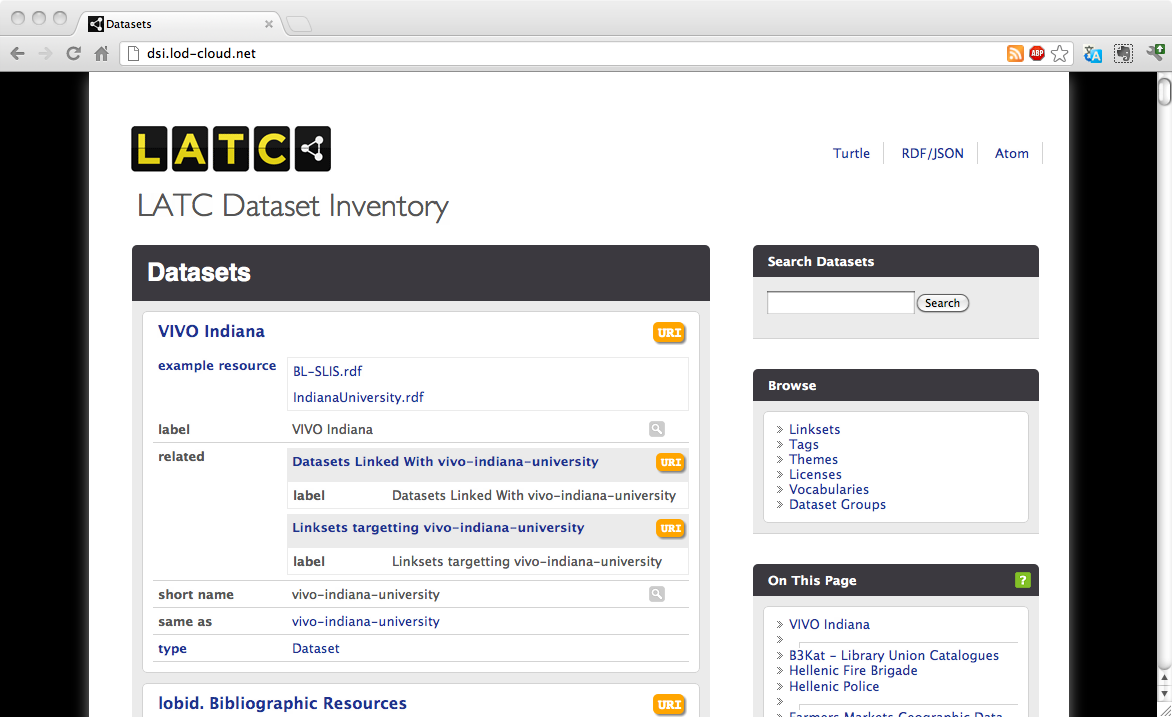 Datasets
dsi.lod-cloud.net
ABP
LATC
Turtle
RDF/JSON
Atom
LATC Dataset Inventory
Datasets
VIVO Indiana
URI
example resource
BL-SLIS.rdf
IndianaUniversity.rdf
label
VIVO Indiana
related
Datasets Linked With vivo-indiana-university
URI
label
Datasets Linked With vivo-indiana-university
Linksets targetting vivo-indiana-university
URI
label
Linksets targetting vivo-indiana-university
short name
vivo-indiana-university
same as
vivo-indiana-university
type
Dataset
lobid. Bibliographic Resources
URI
Search Datasets
Search
Browse
» Linksets
» Tags
» Themes
» Licenses
» Vocabularies
» Dataset Groups
On This Page
?
» VIVO Indiana
»
» B3Kat – Library Union Catalogues
» Hellenic Fire Brigade
» Hellenic Police
»
» Farmers Markets Geographic Data